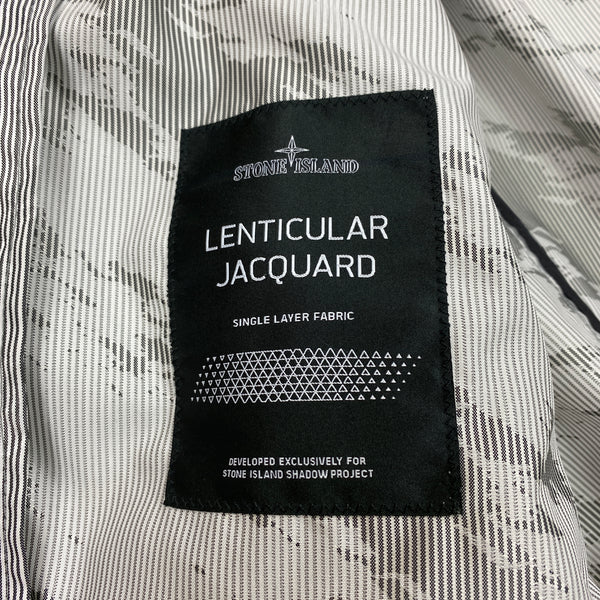 STONE ISLAND
LENTICULAR
JACQUARD
SINGLE LAYER FABRIC
DEVELOPED EXCLUSIVELY FOR
STONE ISLAND SHADOW PROJECT